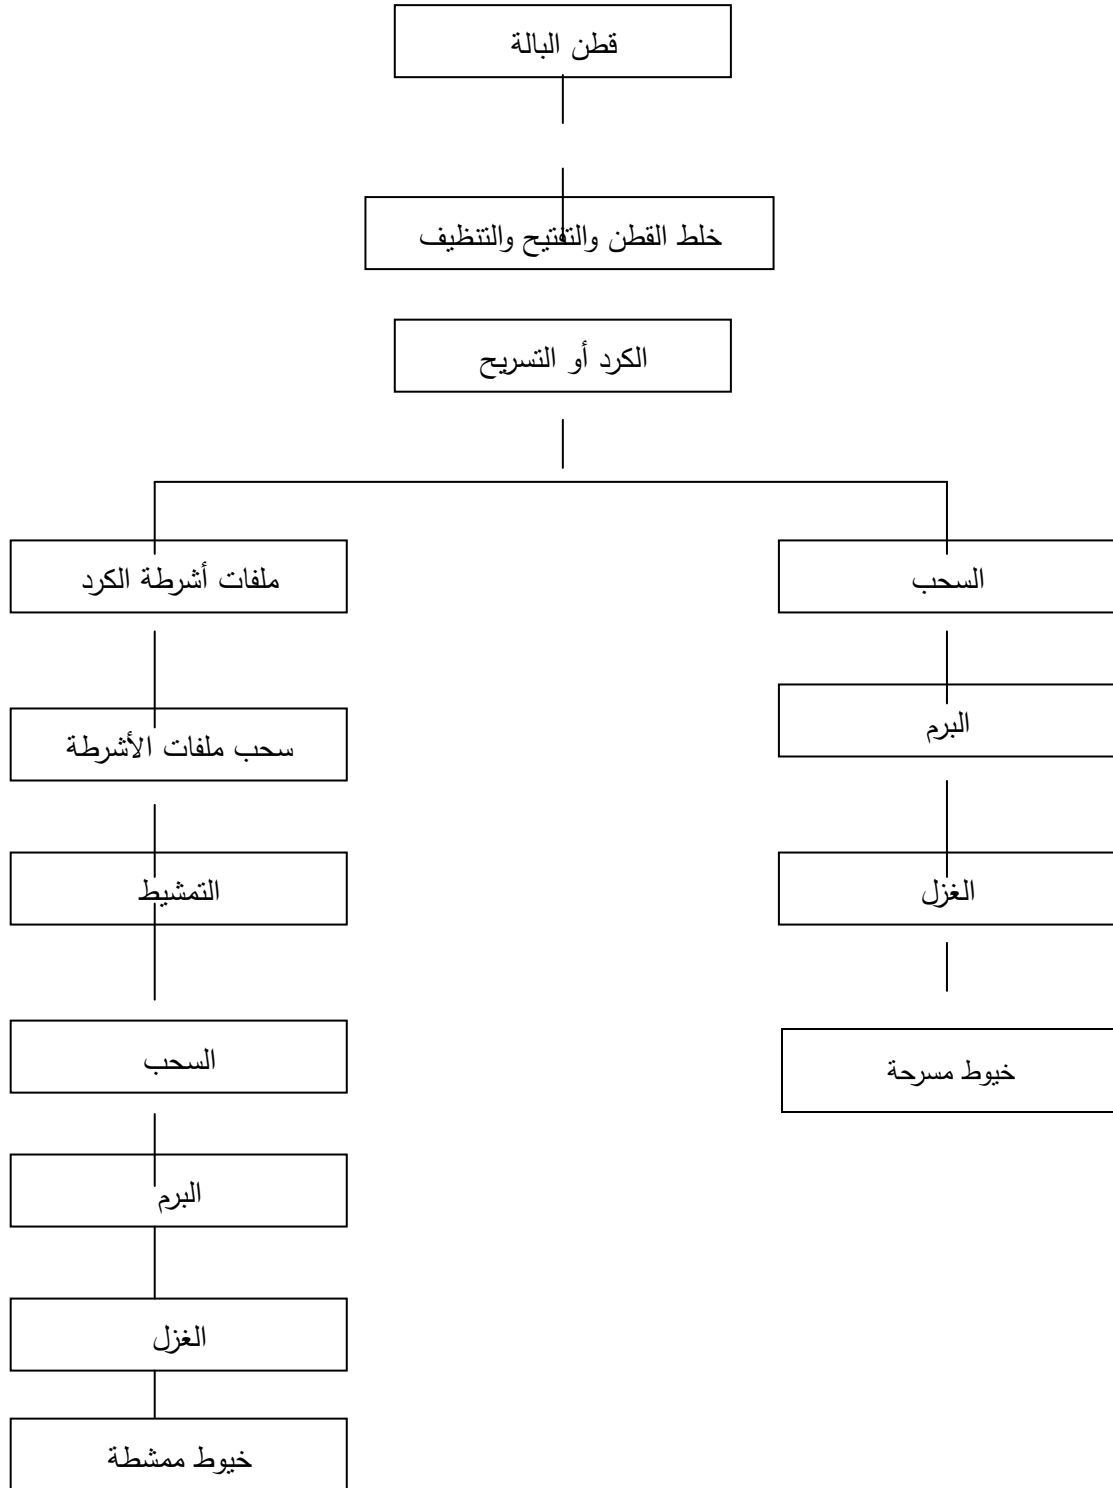 قطن البالة
خلط القطن والتفتيح والتنظيف
الكرد أو التسريح
السحب
البرم
الغزل
خيوط مسرحة
ملفات أشرطة الكرد
سحب ملفات الأشرطة
التمشيط
السحب
البرم
الغزل
خيوط ممشطة